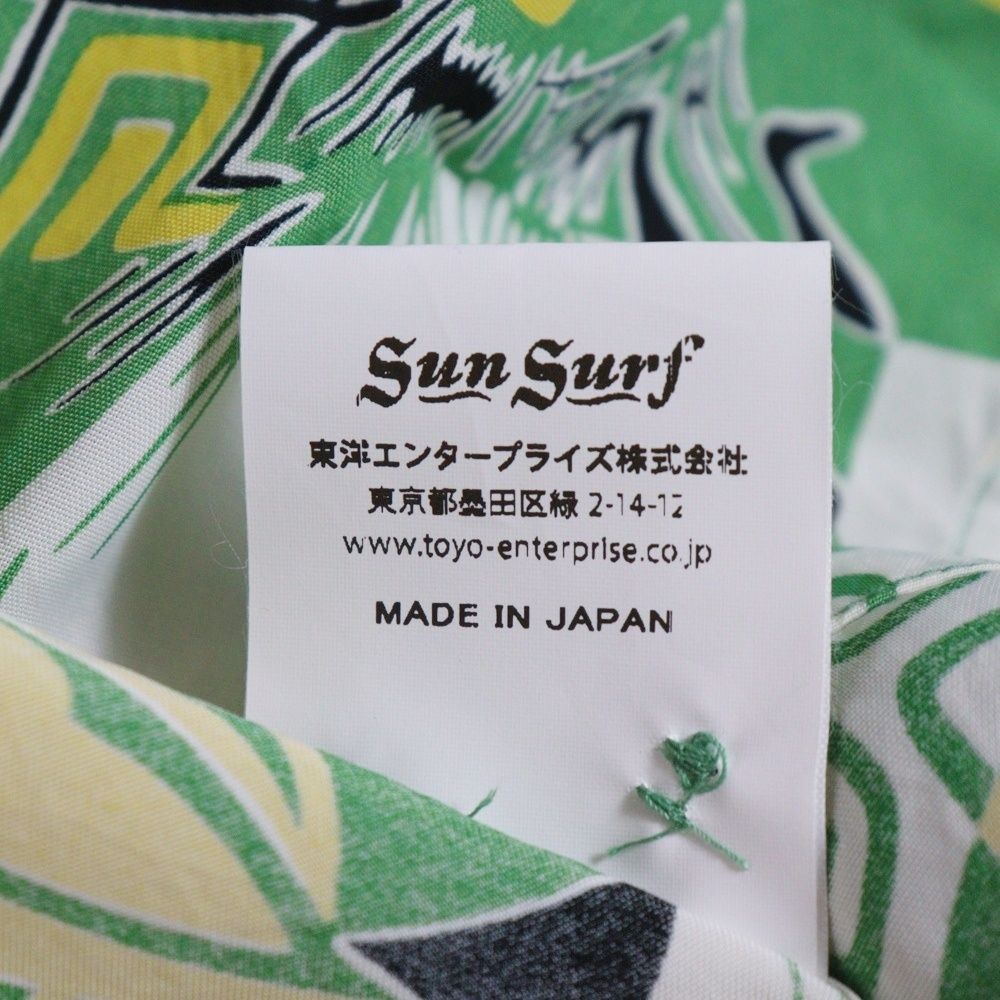 Sun Surf
東洋エンタープライズ株式会社
東京都墨田区緑 2-14-12
www.toyo-enterprise.co.jp
MADE IN JAPAN